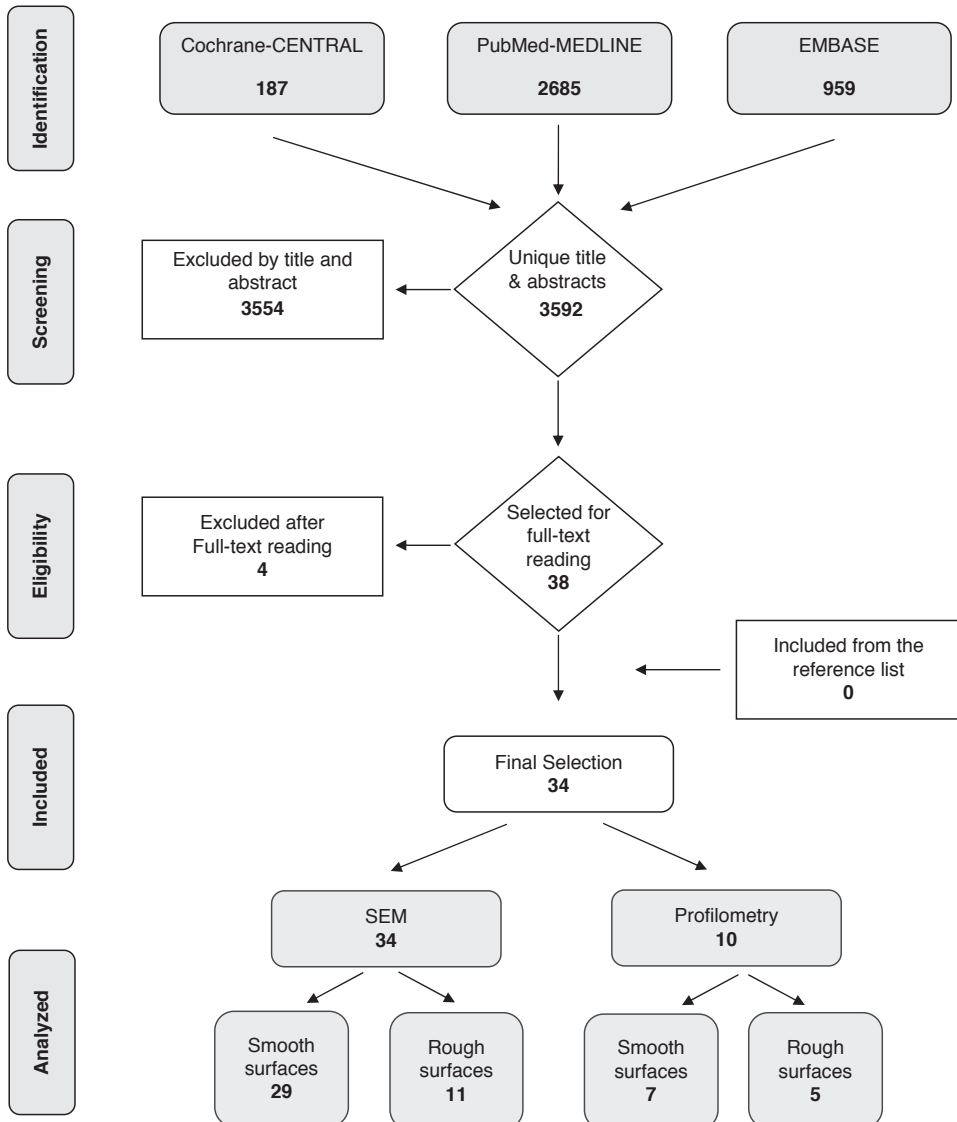 Identification
Cochrane-CENTRAL
187
PubMed-MEDLINE
2685
EMBASE
959
Screening
Excluded by title and
abstract
3554
Unique title
& abstracts
3592
Eligibility
Excluded after
Full-text reading
4
Selected for
full-text
reading
38
Included from the
reference list
0
Included
Final Selection
34
Analyzed
SEM
34
Profilometry
10
Smooth
surfaces
29
Rough
surfaces
11
Smooth
surfaces
7
Rough
surfaces
5